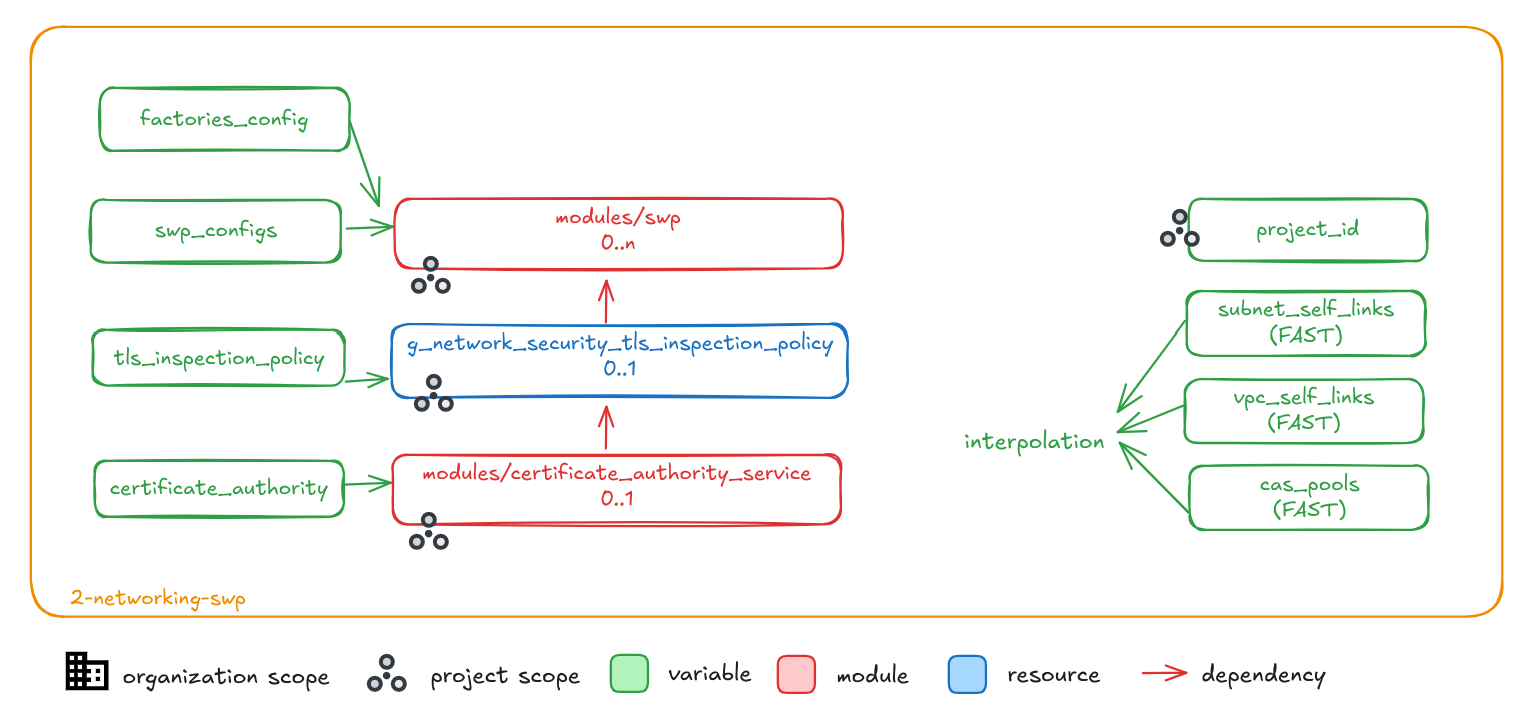 factories_config
swp_configs
modules/swp
0..n
project_id
subnet_self_links
(FAST)
tls_inspection_policy
g_network_security_tls_inspection_policy
0..1
vpc_self_links
(FAST)
interpolation
certificate_authority
modules/certificate_authority_service
0..1
cas_pools
(FAST)
2-networking-swp
organization scope
project scope
variable
module
resource
dependency